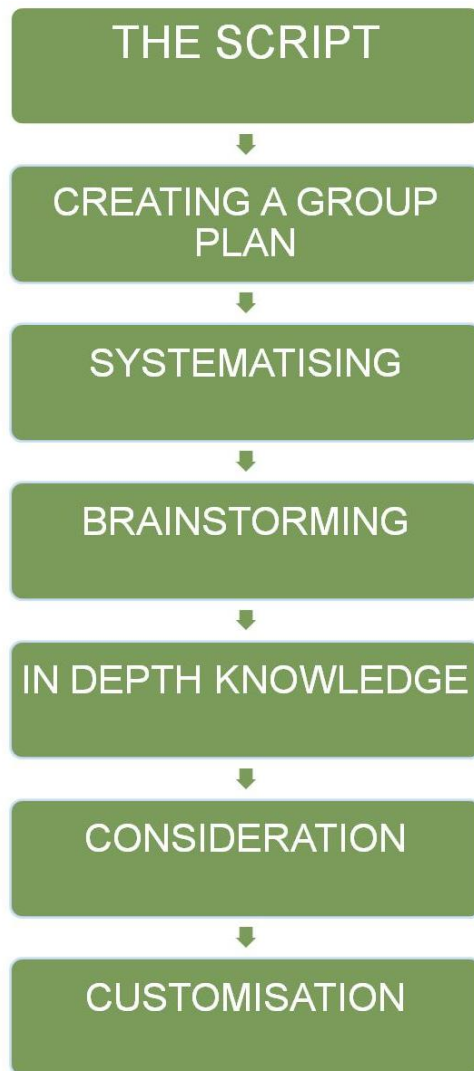 THE SCRIPT
CREATING A GROUP
PLAN
SYSTEMATISING
BRAINSTORMING
IN DEPTH KNOWLEDGE
CONSIDERATION
CUSTOMISATION